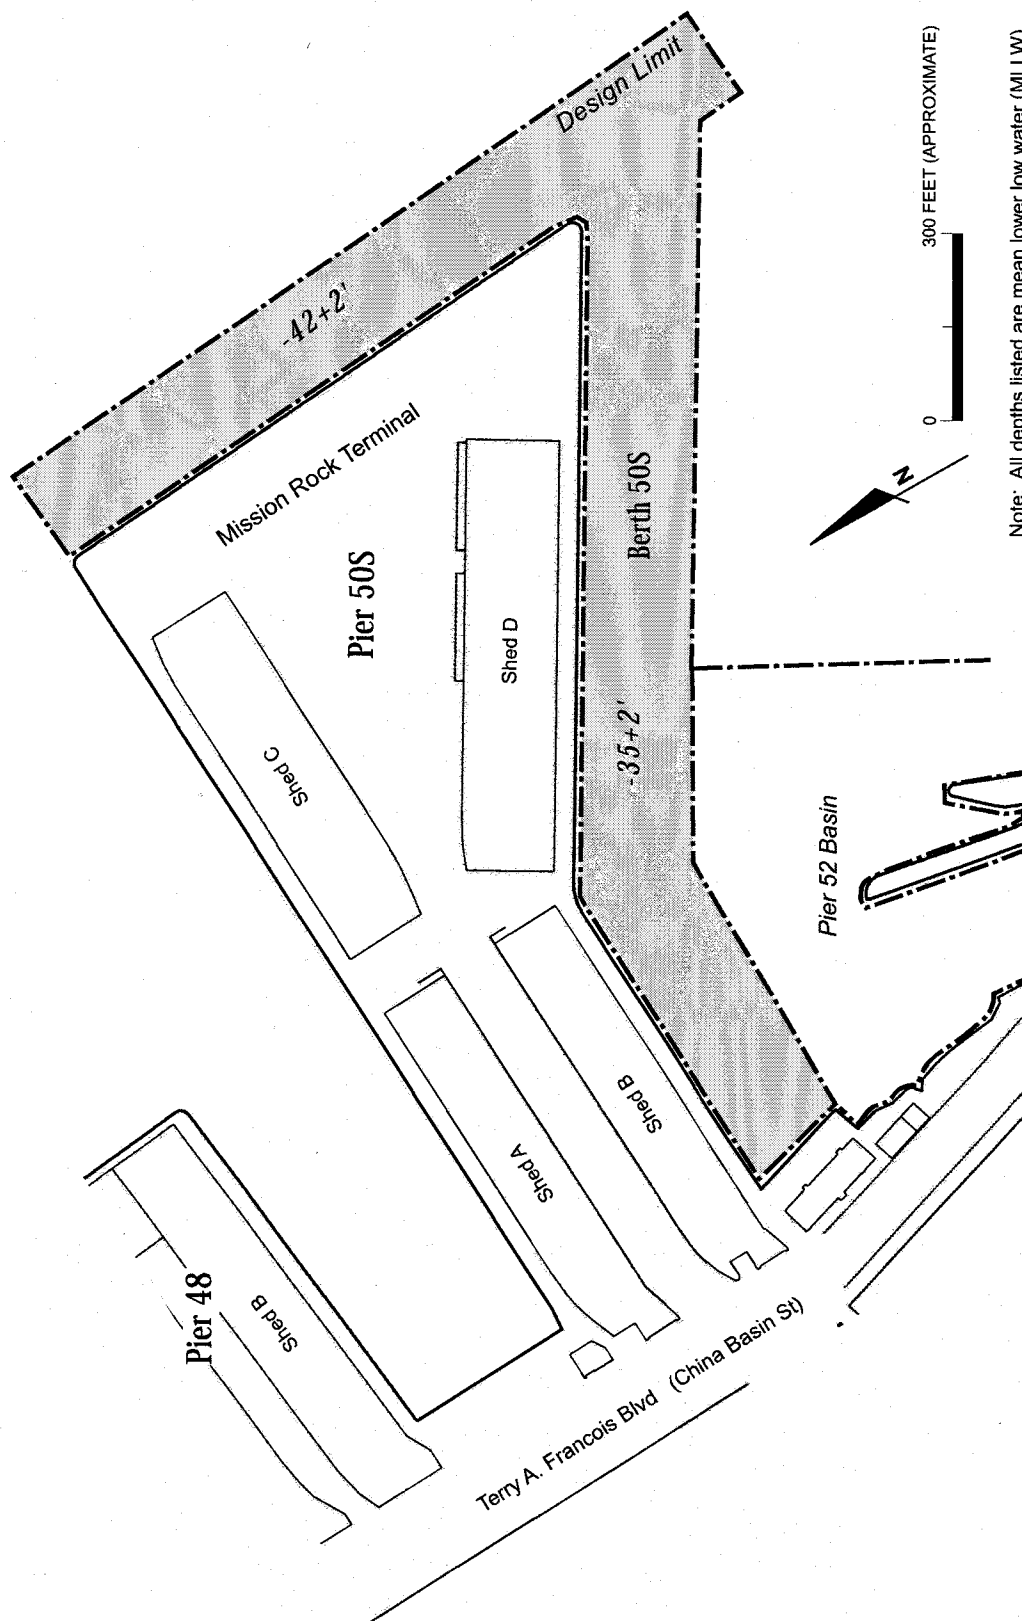 Design Limit
-42+2'
Mission Rock Terminal
Pier 50S
Shed C
Shed D
Berth 50S
-35+2'
Shed A
Shed B
Pier 48
Shed B
Pier 52 Basin
Terry A. Francois Blvd (China Basin St)
N
0 300 FEET (APPROXIMATE)
Note: All depths listed are mean lower low water (MLLW)